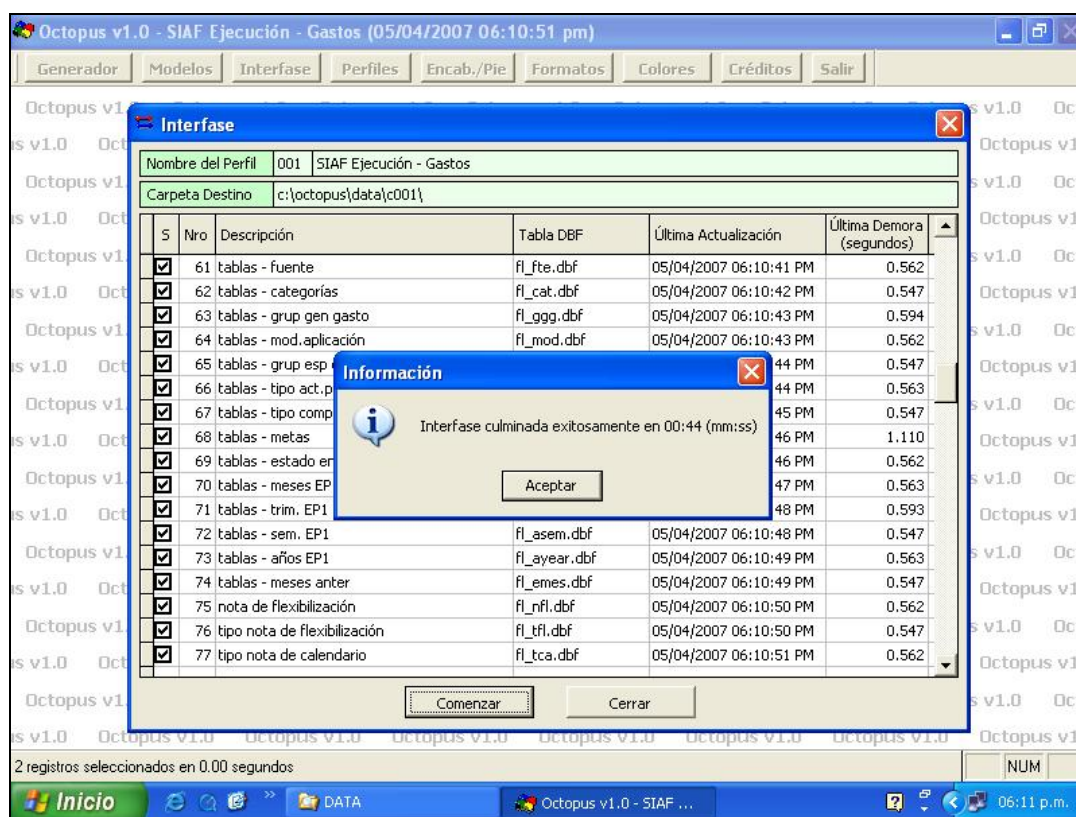 Octopus v1.0 - SIAF Ejecución - Gastos (05/04/2007 06:10:51 pm)
Generador Modelos Interfase Perfiles Encab./Pie Formatos Colores Créditos Salir
Interfase
Nombre del Perfil 001 SIAF Ejecución - Gastos
Carpeta Destino c:\octopus\data\c001\
S Nro Descripción Tabla DBF Última Actualización Última Demora (segundos)
61 tablas - fuente fl_fte.dbf 05/04/2007 06:10:41 PM 0.562
62 tablas - categorías fl_cat.dbf 05/04/2007 06:10:42 PM 0.547
63 tablas - grup gen gasto fl_ggg.dbf 05/04/2007 06:10:43 PM 0.594
64 tablas - mod.aplicación fl_mod.dbf 05/04/2007 06:10:43 PM 0.562
65 tablas - grup esp 44 PM 0.547
66 tablas - tipo act.p 44 PM 0.563
67 tablas - tipo comp 45 PM 0.547
68 tablas - metas 46 PM 1.110
69 tablas - estado en 46 PM 0.562
70 tablas - meses EP 47 PM 0.563
71 tablas - trim. EP1 48 PM 0.593
72 tablas - sem. EP1 fl_asem.dbf 05/04/2007 06:10:48 PM 0.547
73 tablas - años EP1 fl_ayear.dbf 05/04/2007 06:10:49 PM 0.563
74 tablas - meses anter fl_emes.dbf 05/04/2007 06:10:49 PM 0.547
75 nota de flexibilización fl_nfl.dbf 05/04/2007 06:10:50 PM 0.562
76 tipo nota de flexibilización fl_tfl.dbf 05/04/2007 06:10:50 PM 0.547
77 tipo nota de calendario fl_tca.dbf 05/04/2007 06:10:51 PM 0.562
Información
Interfase culminada exitosamente en 00:44 (mm:ss)
Aceptar
Comenzar Cerrar
2 registros seleccionados en 0.00 segundos NUM
Inicio DATA Octopus v1.0 - SIAF ... 06:11 p.m.